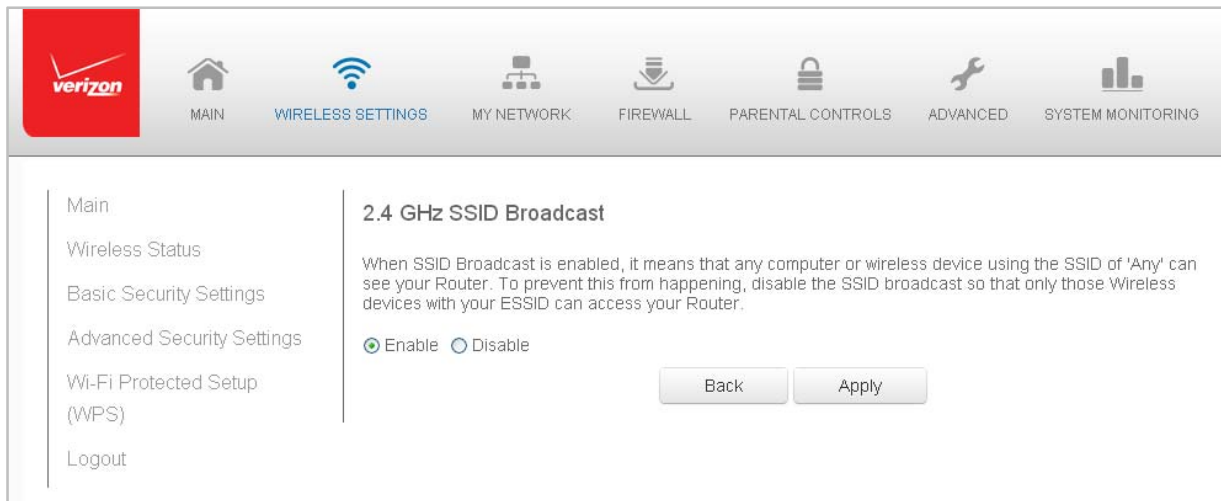 verizon
MAIN
WIRELESS SETTINGS
MY NETWORK
FIREWALL
PARENTAL CONTROLS
ADVANCED
SYSTEM MONITORING
Main
Wireless Status
Basic Security Settings
Advanced Security Settings
Wi-Fi Protected Setup
(WPS)
Logout
2.4 GHz SSID Broadcast
When SSID Broadcast is enabled, it means that any computer or wireless device using the SSID of 'Any' can
see your Router. To prevent this from happening, disable the SSID broadcast so that only those Wireless
devices with your ESSID can access your Router.
Enable Disable
Back Apply